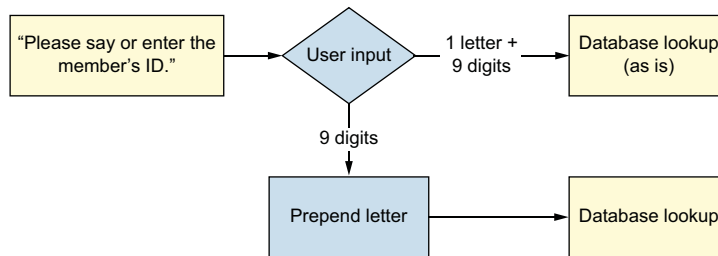 “Please say or enter the
member’s ID.”
User input
1 letter +
9 digits
Database lookup
(as is)
9 digits
Prepend letter
Database lookup